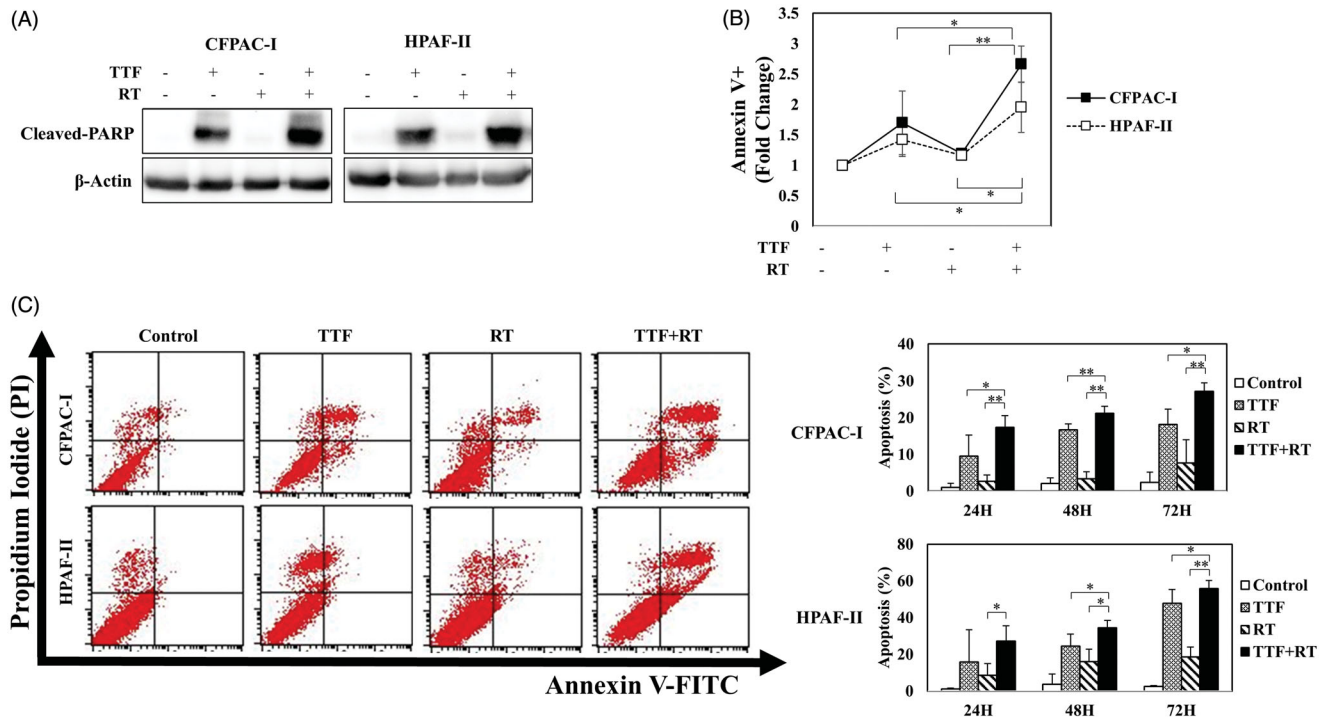 (A)
CFPAC-I HPAF-II
TTF - + - + - + - +
RT - - + + - - + +
Cleaved-PARP
β-Actin
(B)
Annexin V+
(Fold Change)
3.5
3
2.5
2
1.5
1
0.5
0
*
**
*
*
CFPAC-I
HPAF-II
TTF - + - +
RT - - + +
(C)
Control TTF RT TTF+RT
Propidium Iodide (PI)
CFPAC-I
HPAF-II
Annexin V-FITC
CFPAC-I
Apoptosis (%)
40
30
20
10
0
* ** ** ** * **
24H 48H 72H
Control
TTF
RT
TTF+RT
HPAF-II
Apoptosis (%)
80
60
40
20
0
* * * * **
24H 48H 72H
Control
TTF
RT
TTF+RT